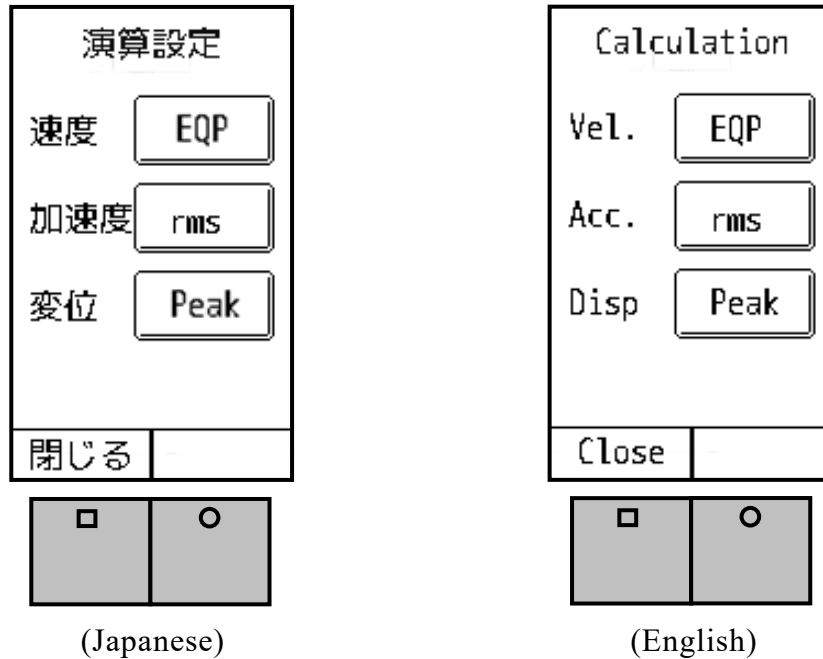 演算設定
速度 EQP
加速度 rms
変位 Peak
閉じる
(Japanese)
Calculation
Vel. EQP
Acc. rms
Disp Peak
Close
(English)